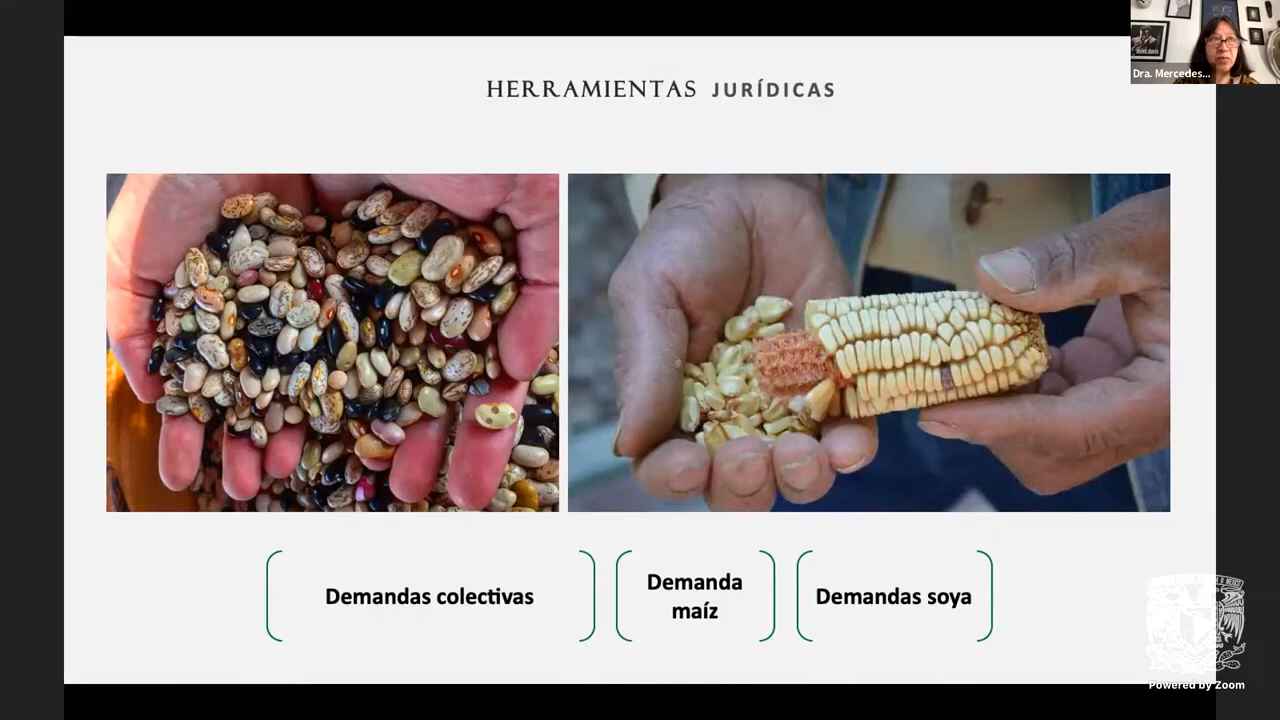 HERRAMIENTAS JURÍDICAS
Dra. Mercedes...
Demandas colectivas
Demanda
maíz
Demandas soya
Powered by Zoom